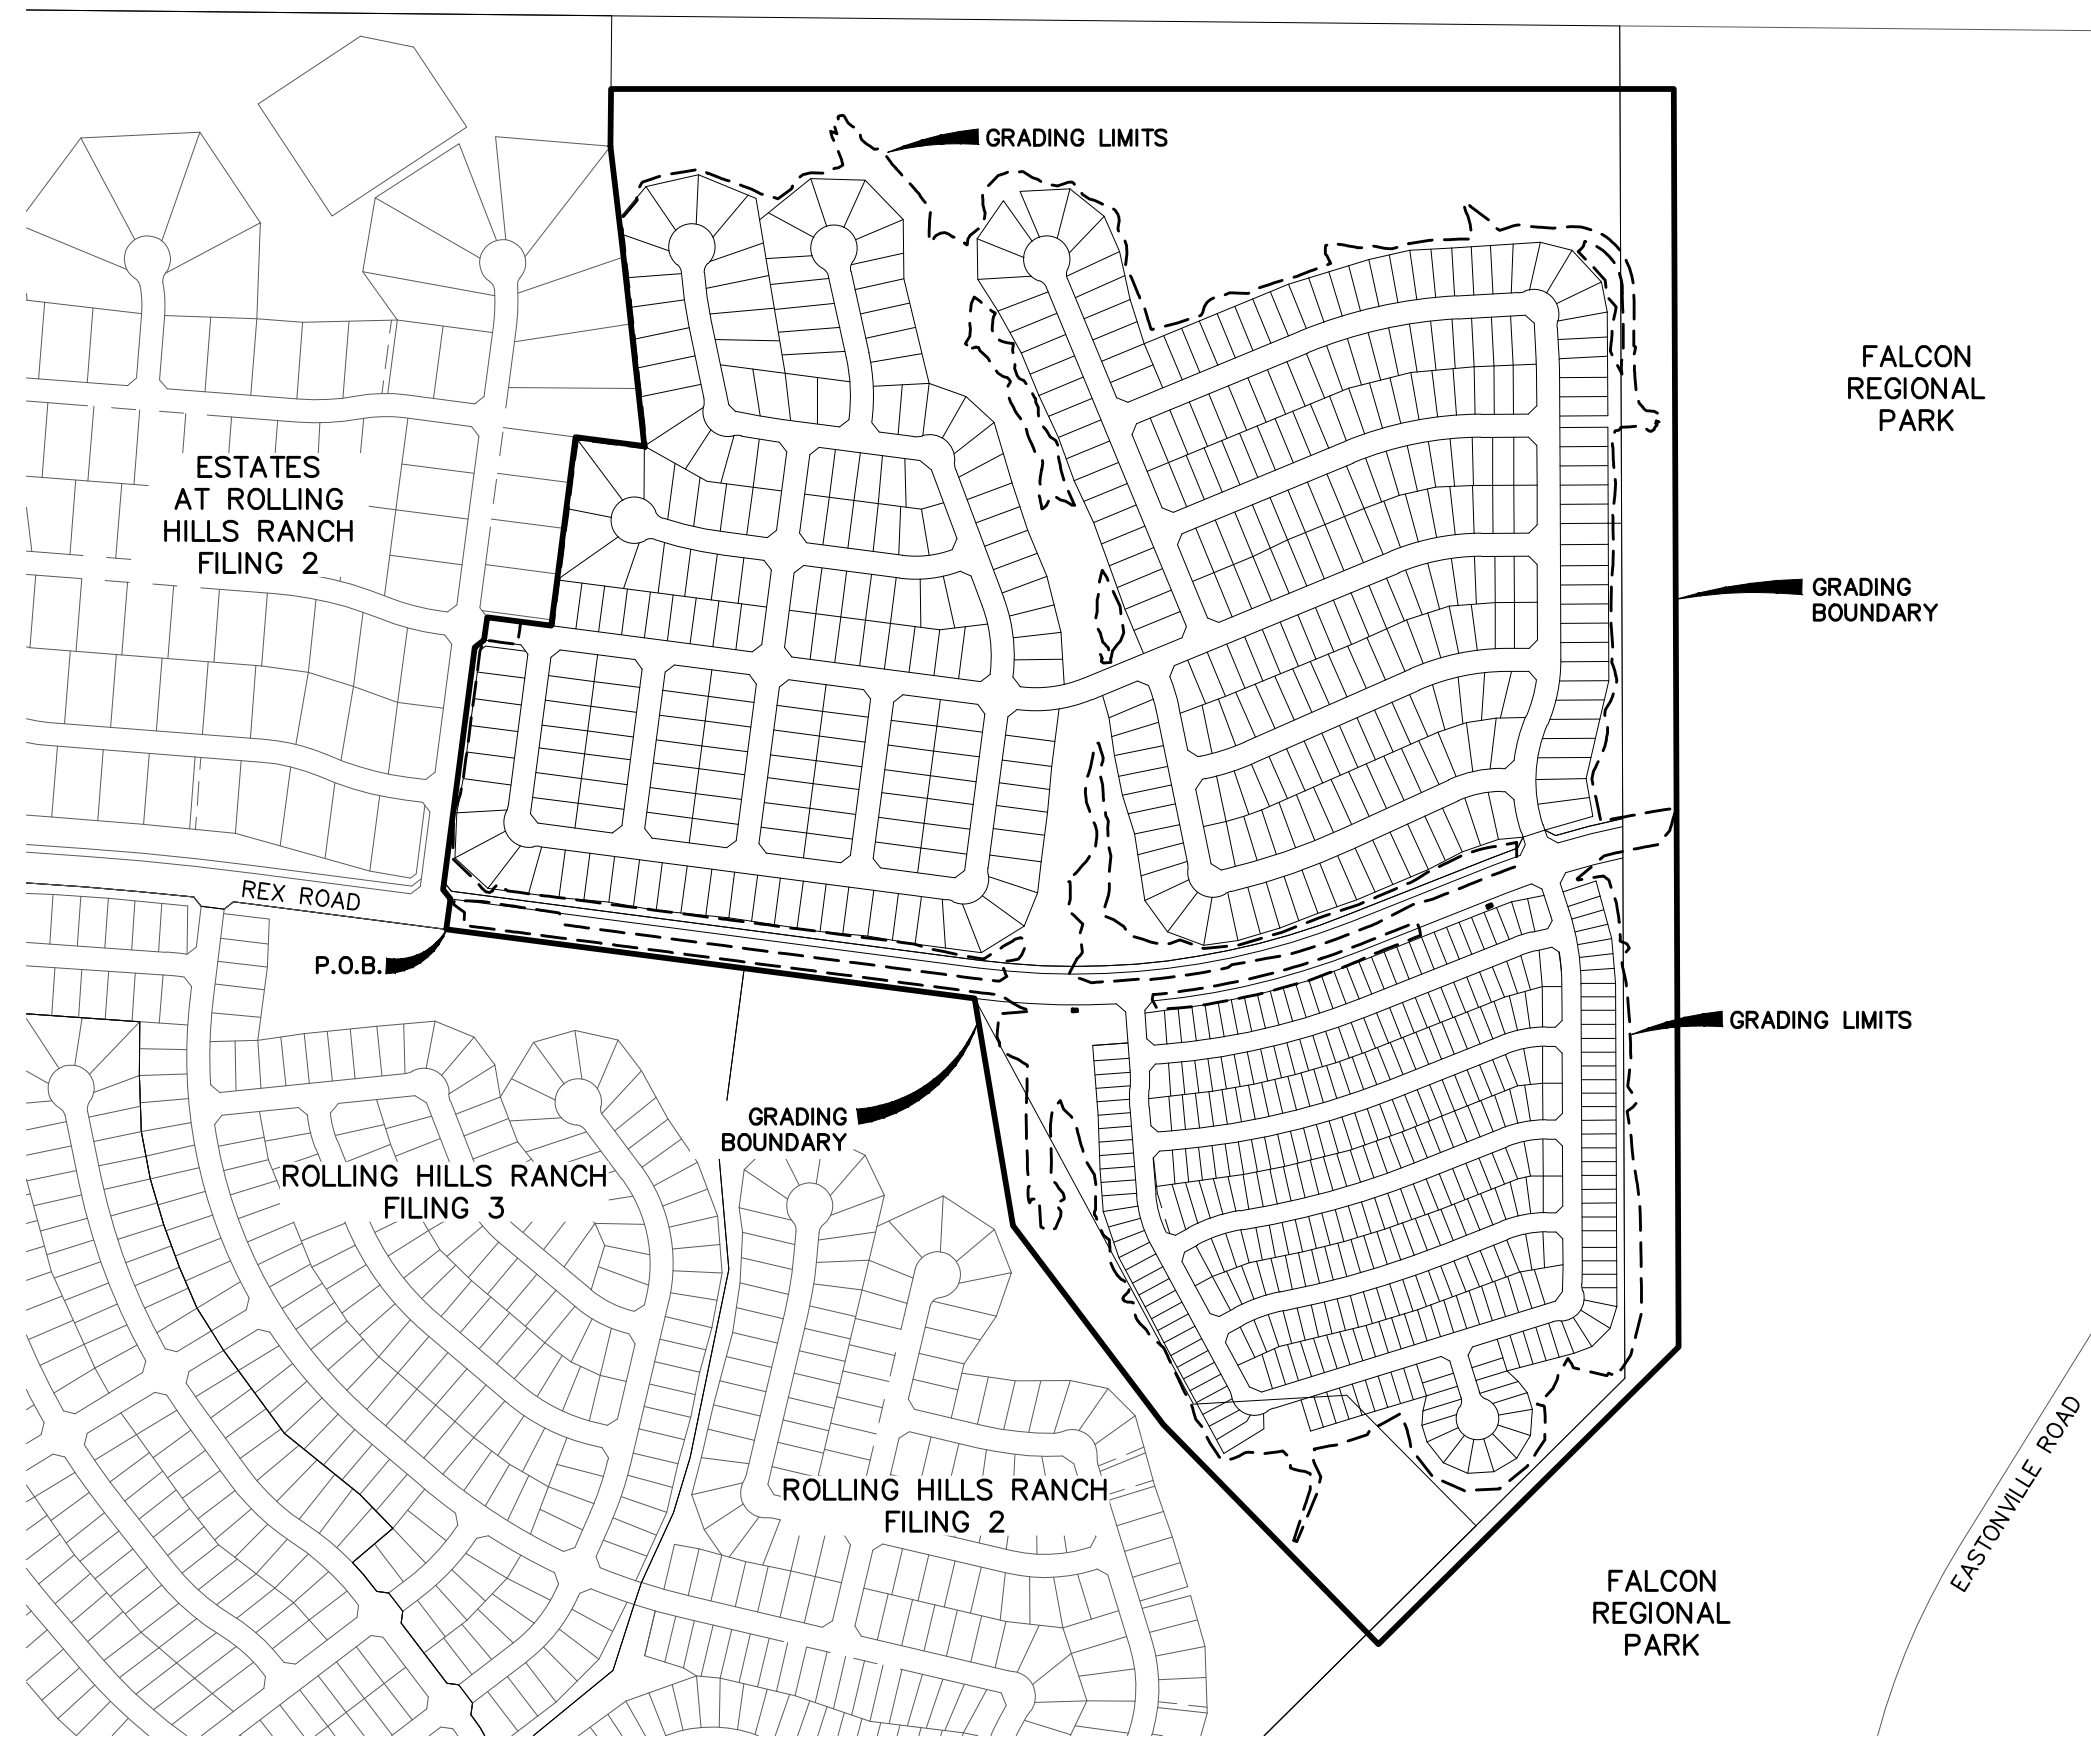 GRADING LIMITS
FALCON
REGIONAL
PARK
ESTATES
AT ROLLING
HILLS RANCH
FILING 2
GRADING
BOUNDARY
REX ROAD
P.O.B.
GRADING LIMITS
GRADING
BOUNDARY
ROLLING HILLS RANCH
FILING 3
ROLLING HILLS RANCH
FILING 2
EASTONVILLE ROAD
FALCON
REGIONAL
PARK